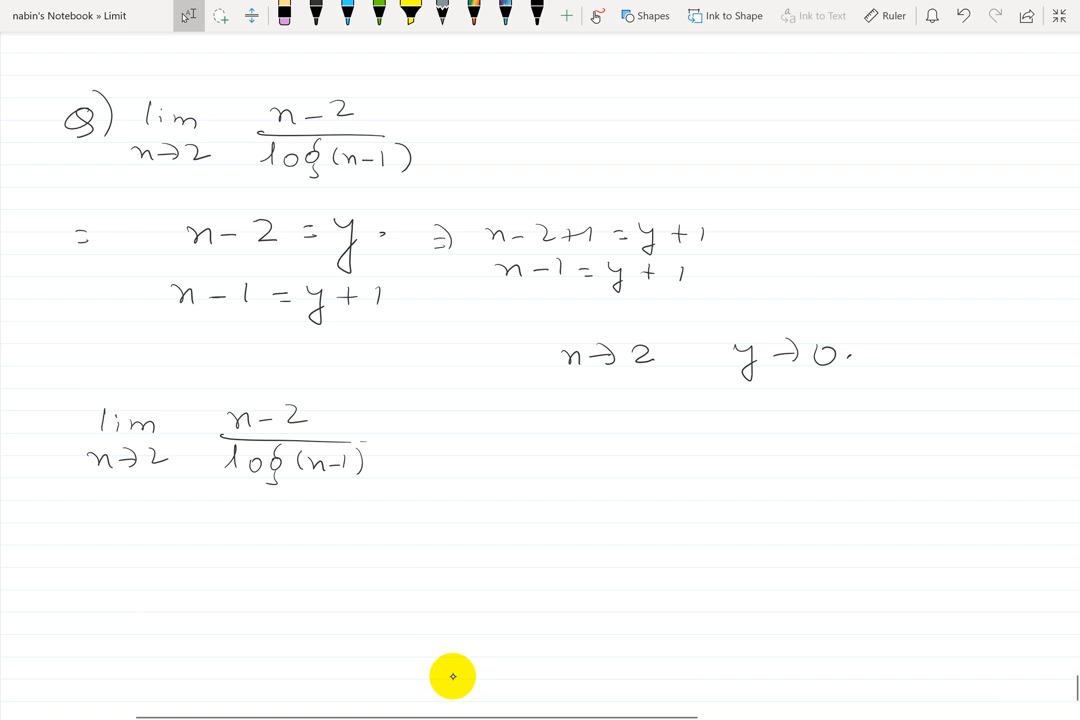 nabin's Notebook » Limit
Shapes Ink to Shape Ink to Text Ruler
Q) lim n→2 (n-2)/(log(n-1))
= n-2 = y. ⇒ n-2+1 = y+1
n-1 = y+1 n-1 = y+1
n→2 y→0.
lim n→2 (n-2)/(log(n-1))